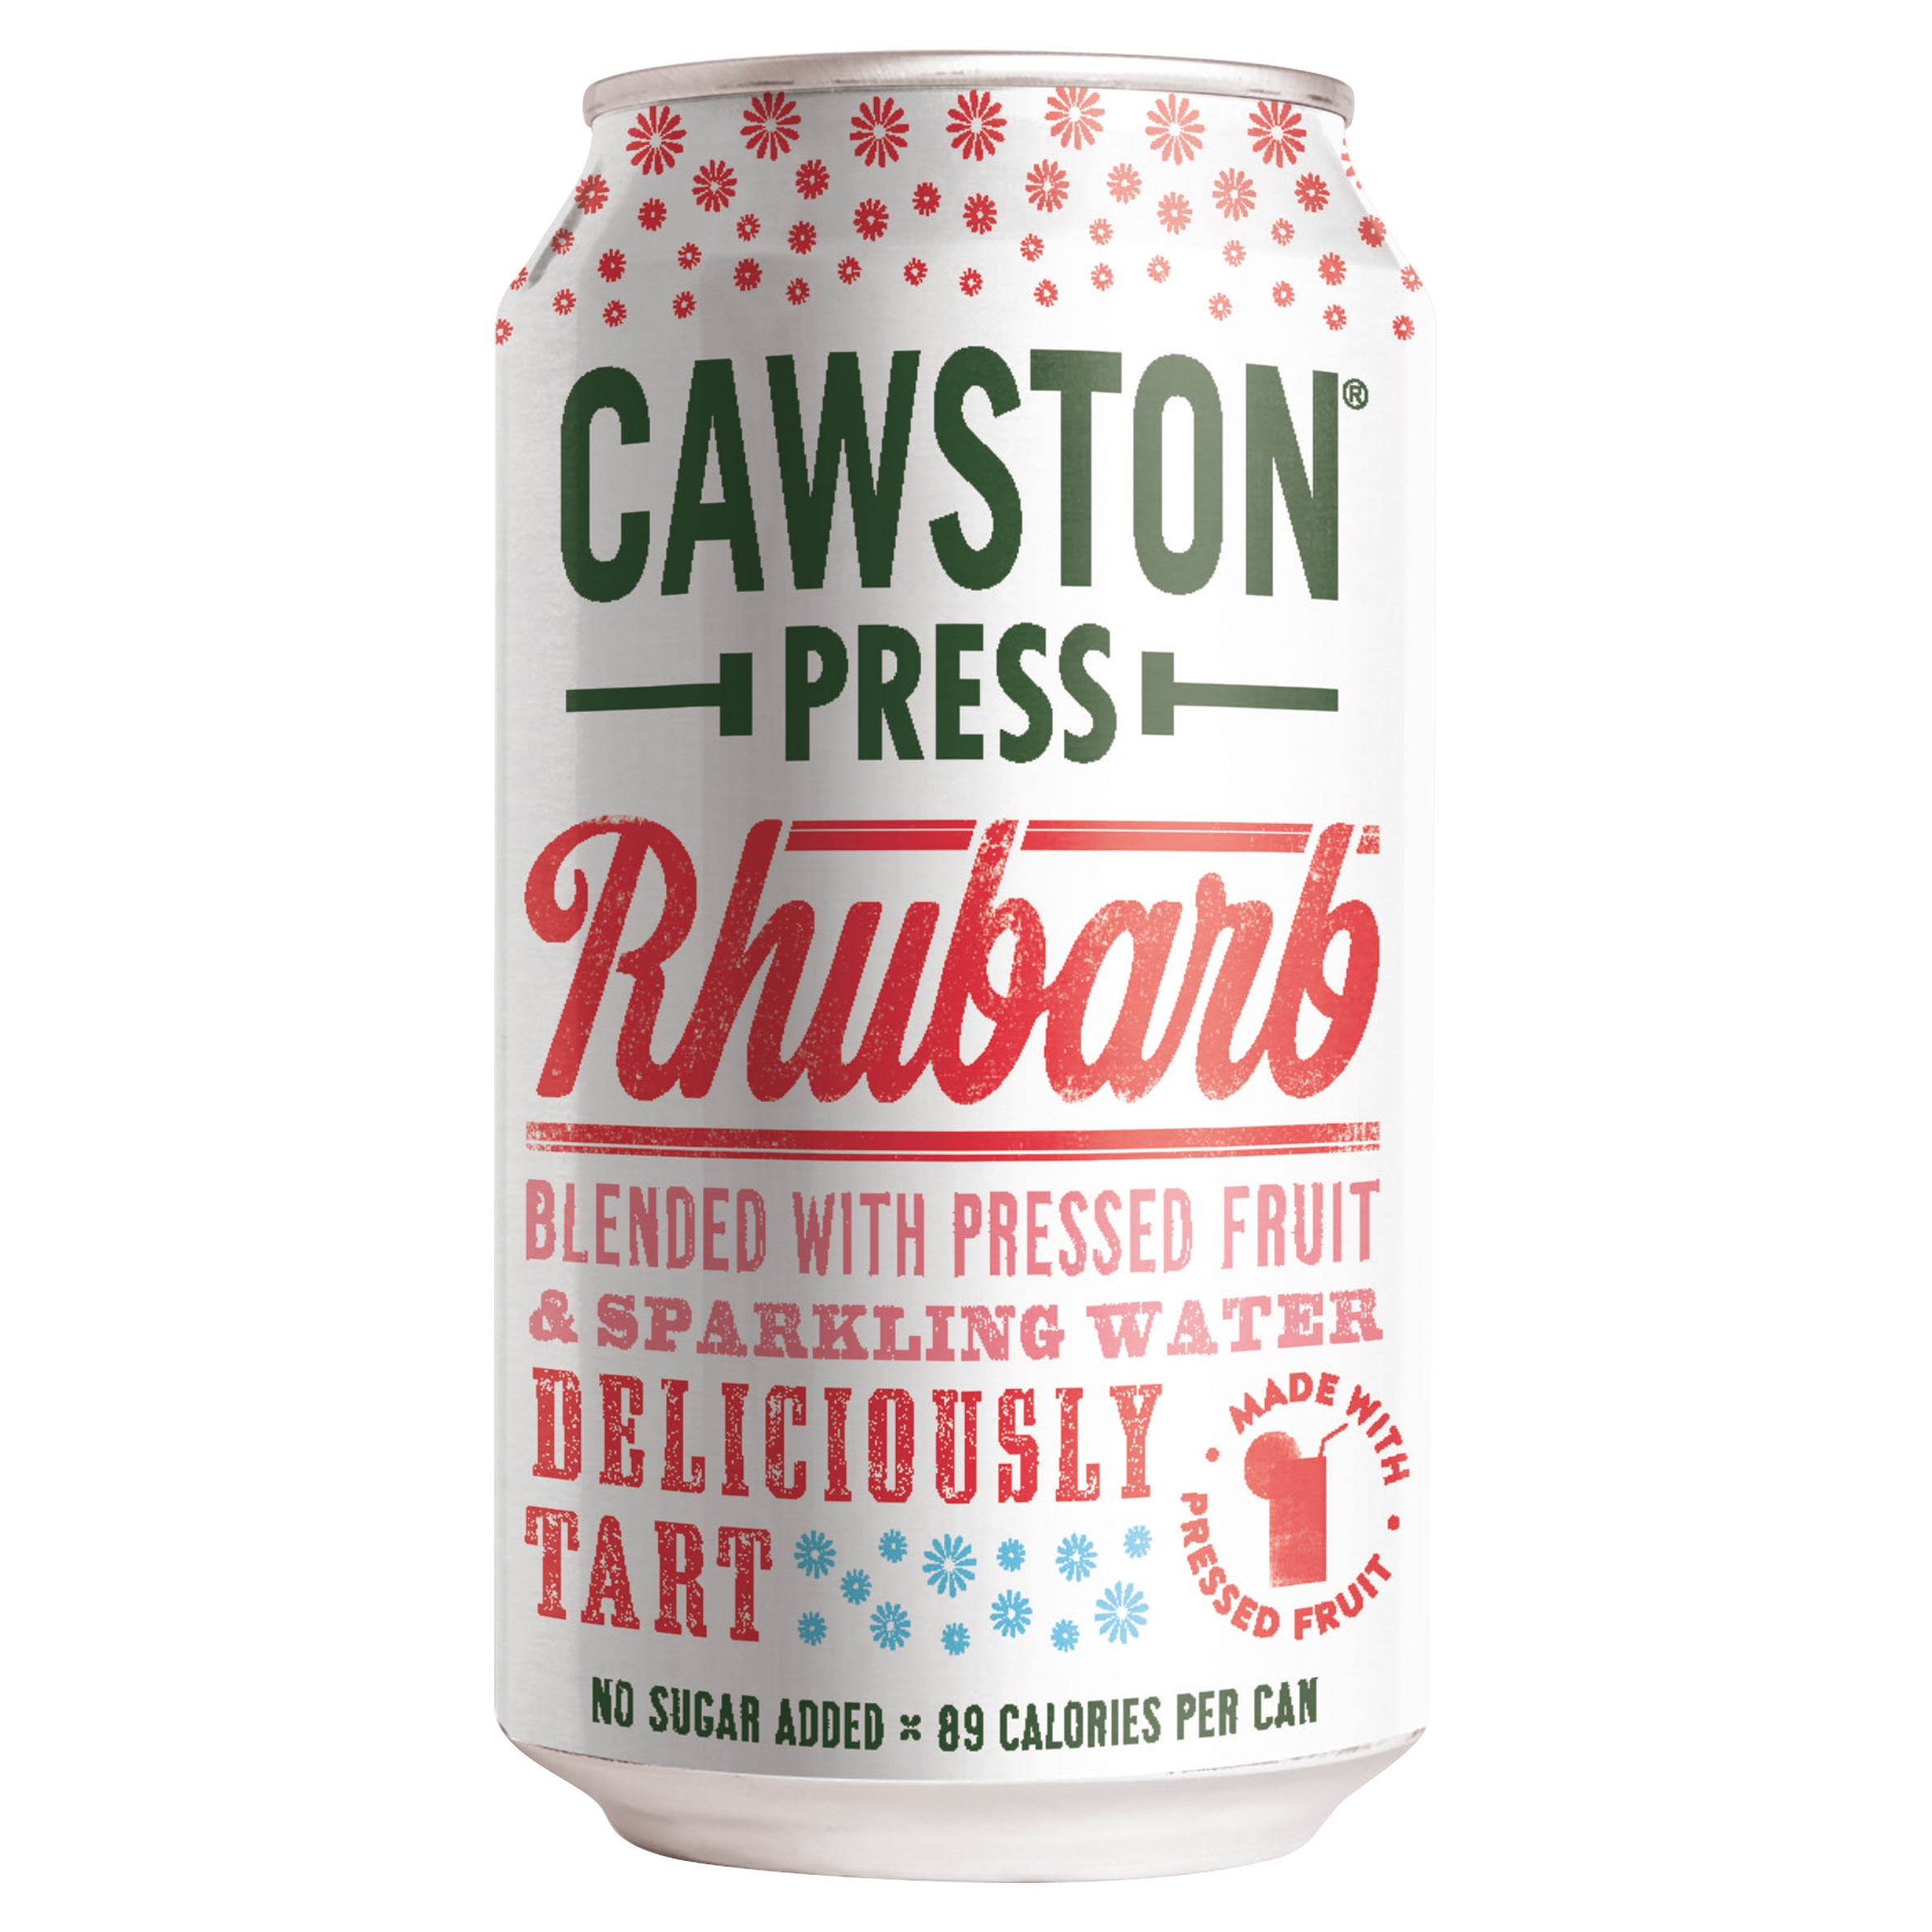 CAWSTON®
PRESS
Rhubarb
BLENDED WITH PRESSED FRUIT
& SPARKLING WATER
DELICIOUSLY
TART
MADE WITH
PRESSED FRUIT
NO SUGAR ADDED × 89 CALORIES PER CAN